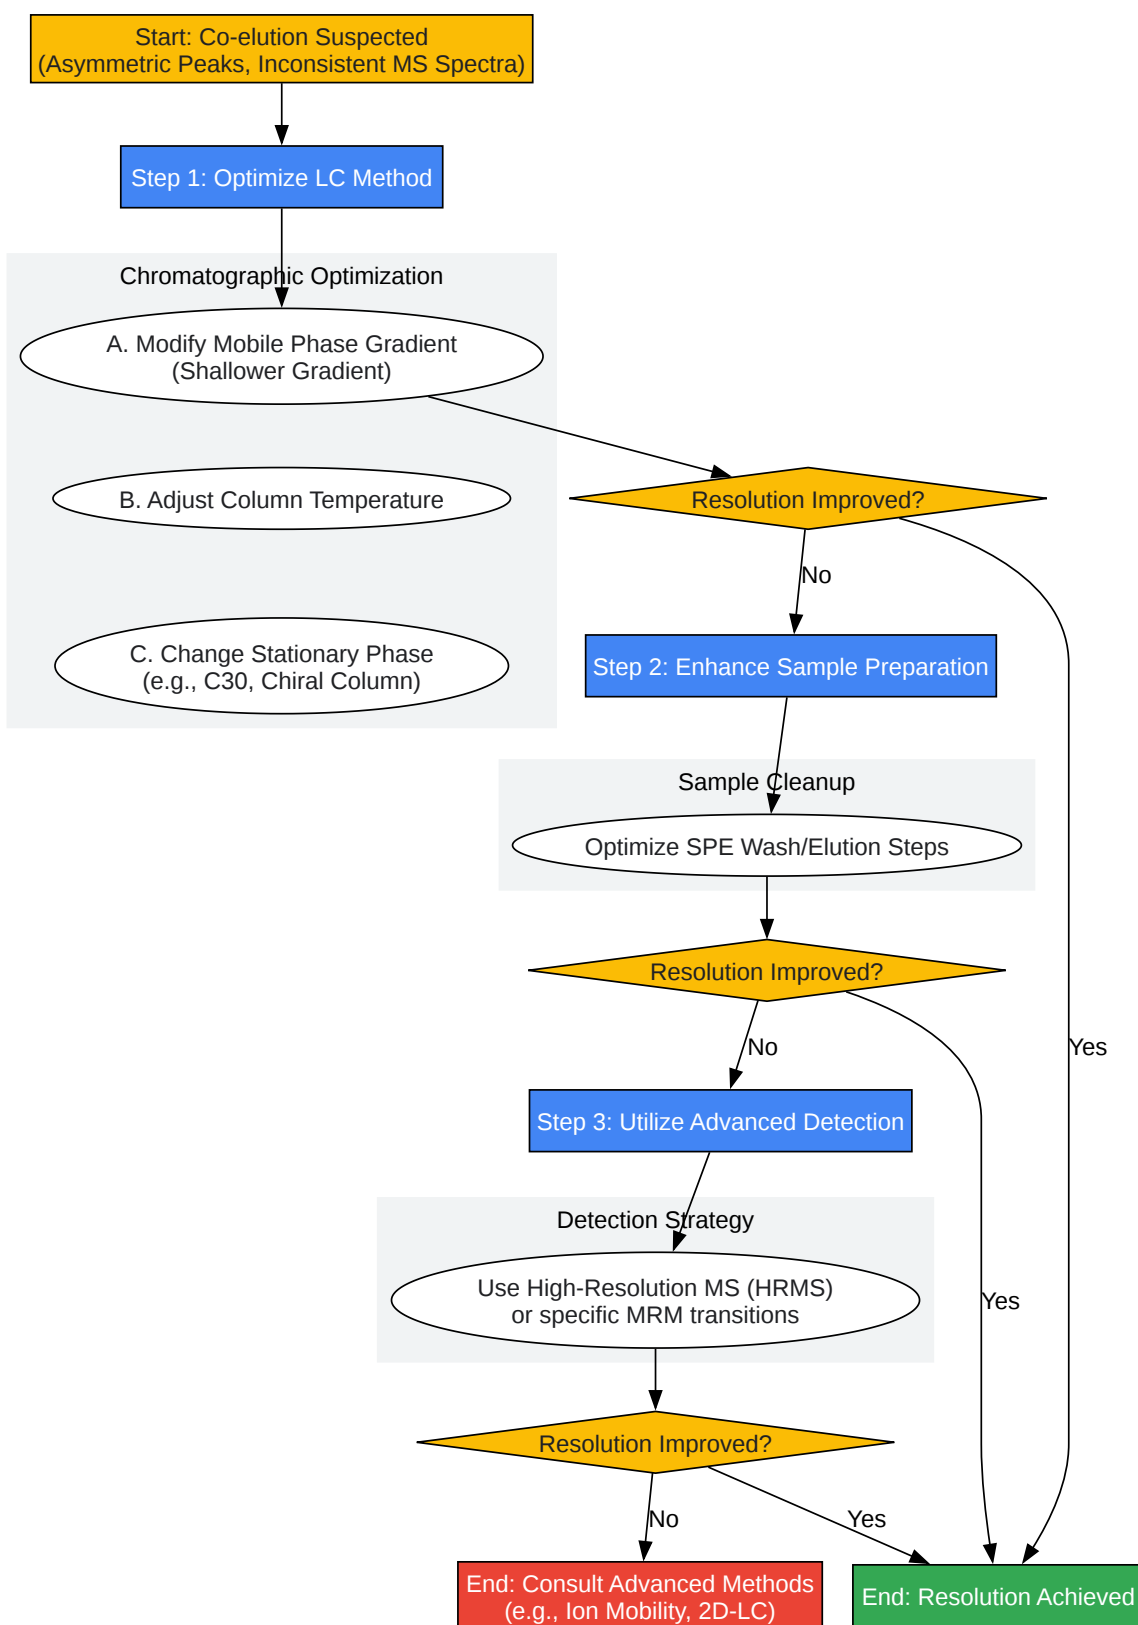 Start: Co-elution Suspected
(Asymmetric Peaks, Inconsistent MS Spectra)
Step 1: Optimize LC Method
Chromatographic Optimization
A. Modify Mobile Phase Gradient
(Shallower Gradient)
B. Adjust Column Temperature
Resolution Improved?
No
C. Change Stationary Phase
(e.g., C30, Chiral Column)
Step 2: Enhance Sample Preparation
Sample Cleanup
Optimize SPE Wash/Elution Steps
Resolution Improved?
No
Yes
Step 3: Utilize Advanced Detection
Detection Strategy
Use High-Resolution MS (HRMS)
or specific MRM transitions
Yes
Resolution Improved?
No
Yes
End: Consult Advanced Methods
(e.g., Ion Mobility, 2D-LC)
End: Resolution Achieved